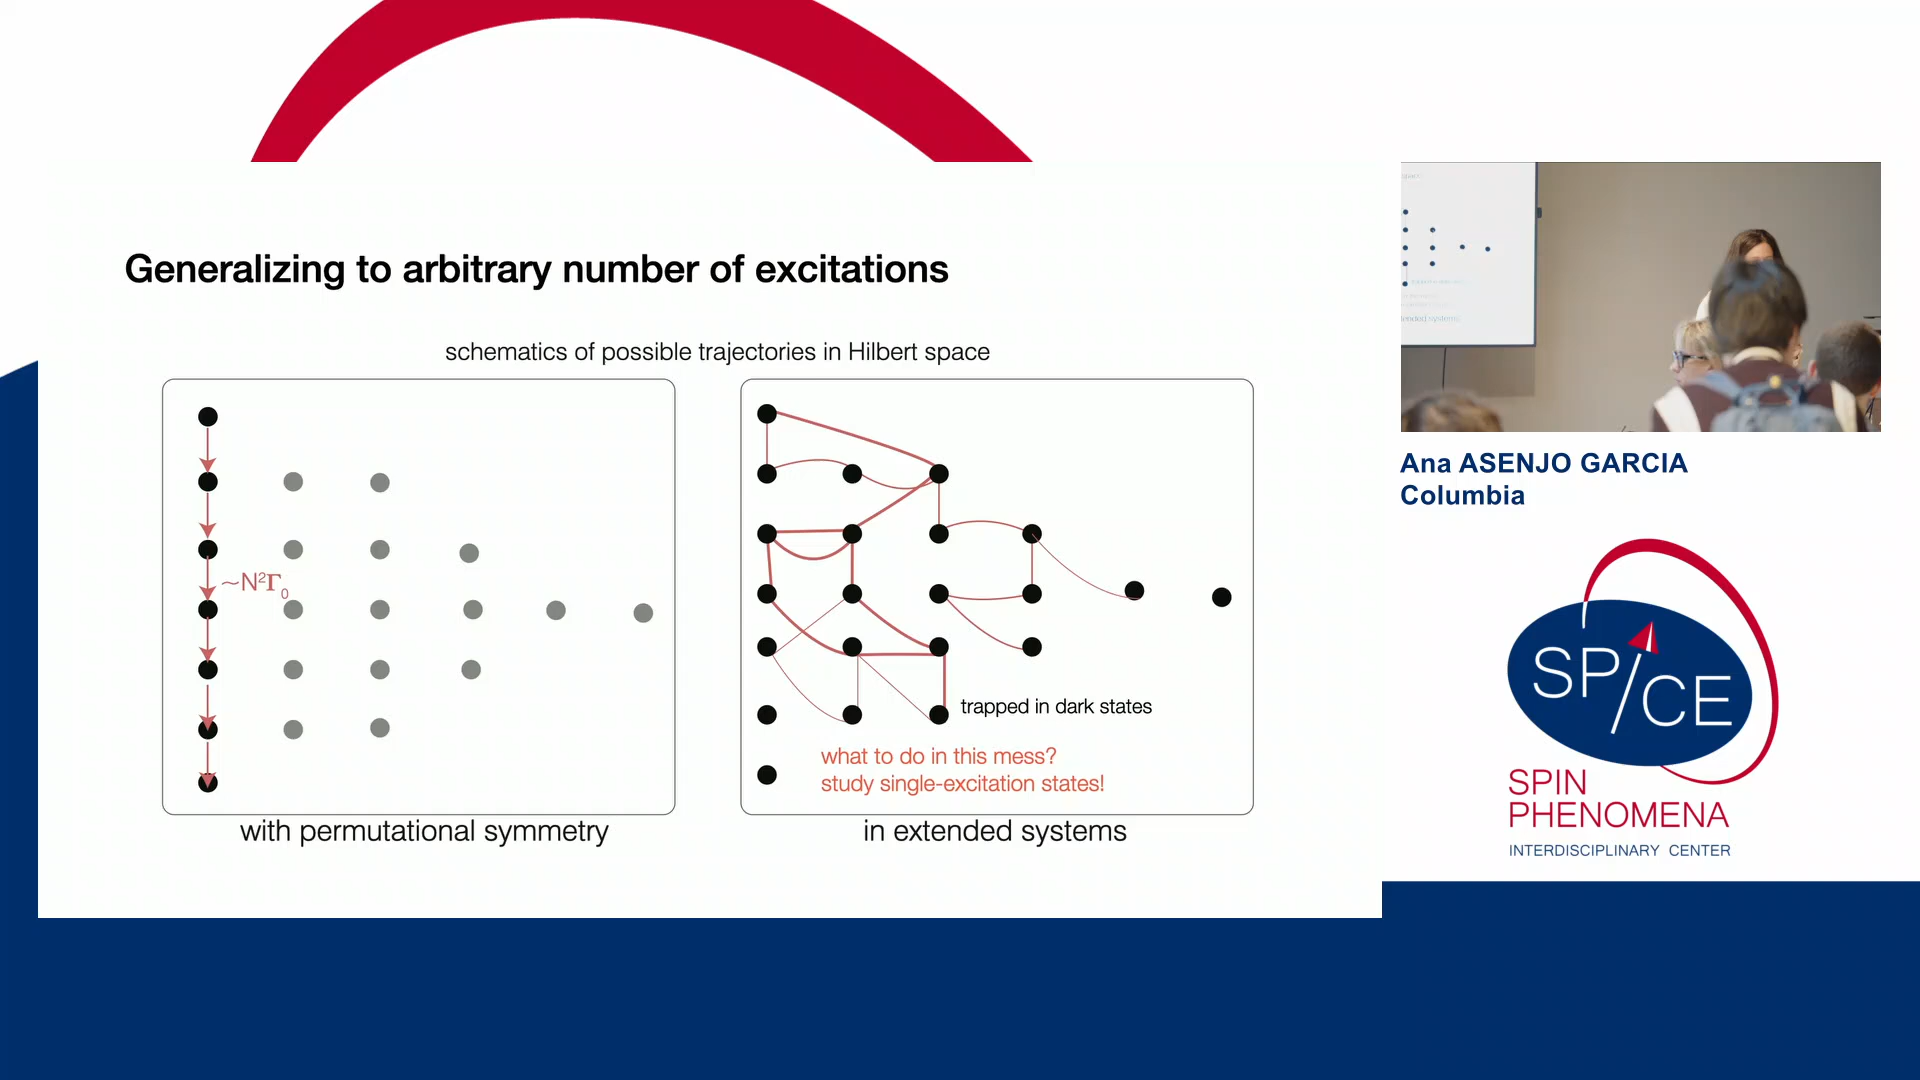 Generalizing to arbitrary number of excitations
schematics of possible trajectories in Hilbert space
~N²Γ₀
trapped in dark states
what to do in this mess?
study single-excitation states!
with permutational symmetry
in extended systems
Ana ASENJO GARCIA
Columbia
SPICE
SPIN
PHENOMENA
INTERDISCIPLINARY CENTER